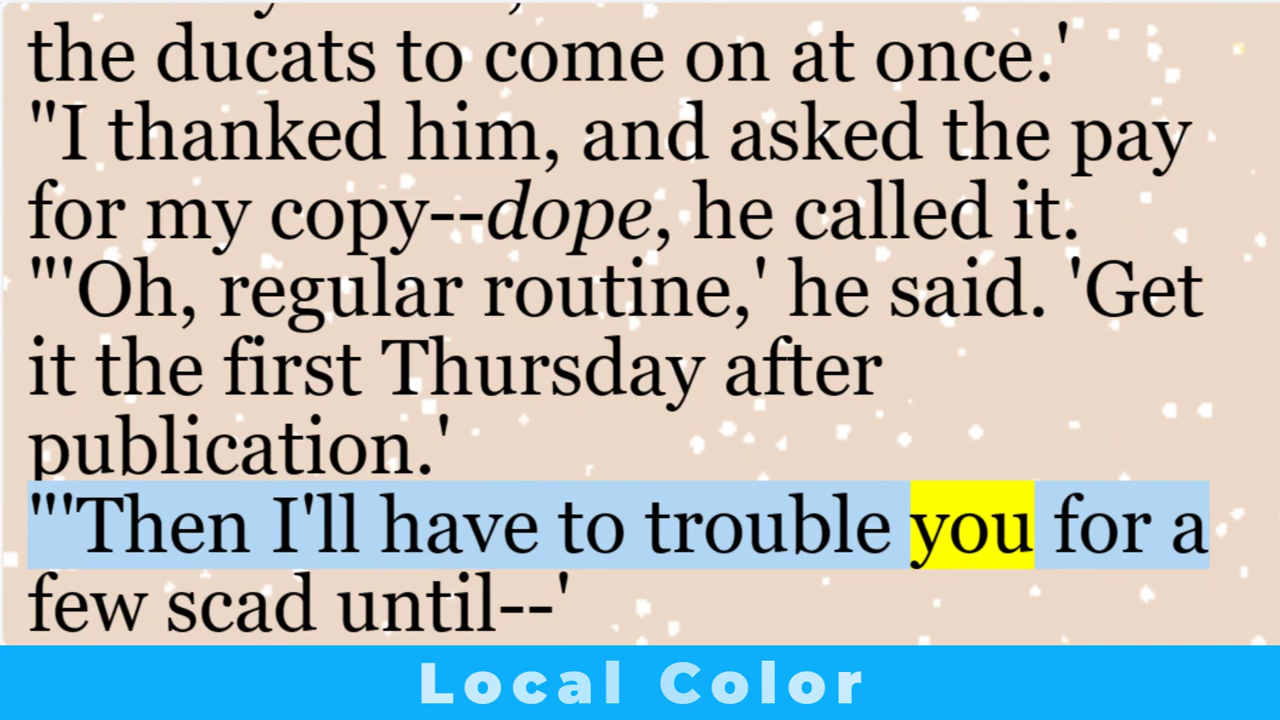 the ducats to come on at once.'
"I thanked him, and asked the pay
for my copy--dope, he called it.
"'Oh, regular routine,' he said. 'Get
it the first Thursday after
publication.'
"'Then I'll have to trouble you for a
few scad until--'
Local Color